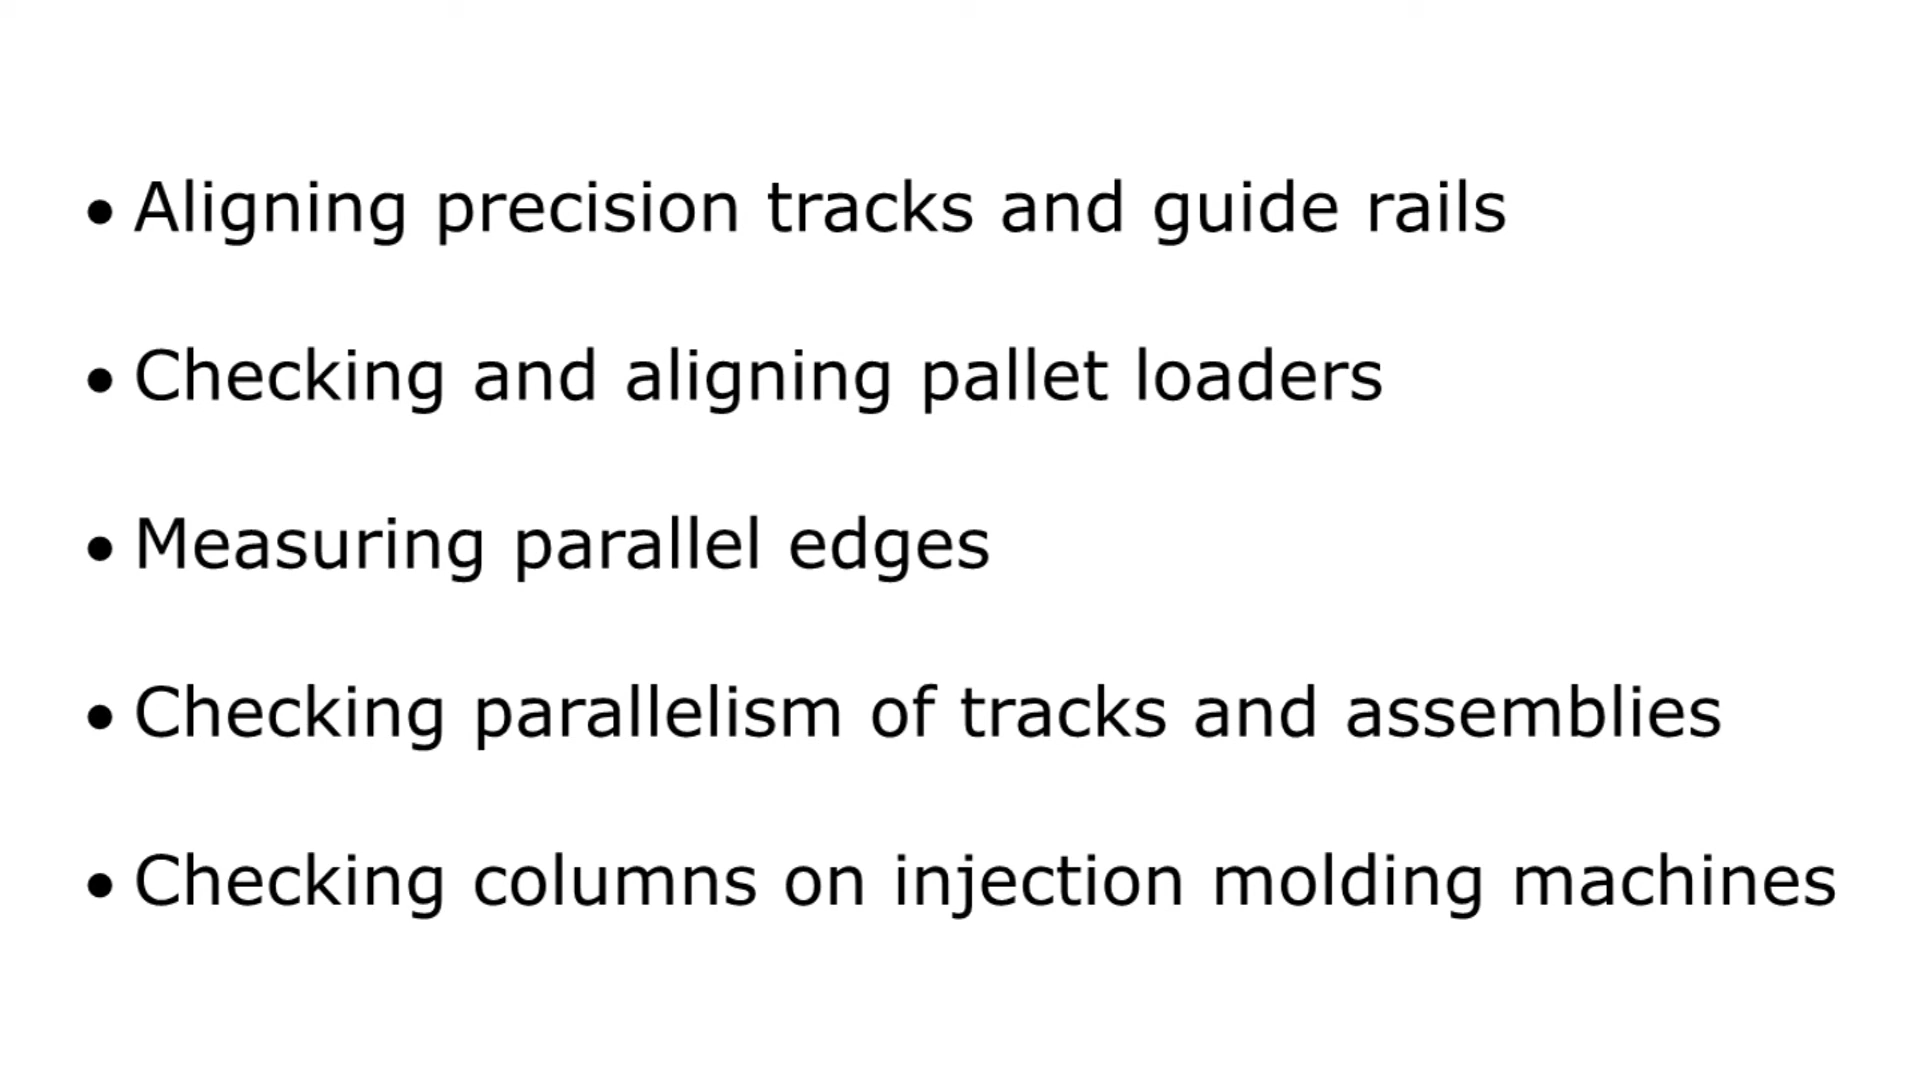 • Aligning precision tracks and guide rails
• Checking and aligning pallet loaders
• Measuring parallel edges
• Checking parallelism of tracks and assemblies
• Checking columns on injection molding machines